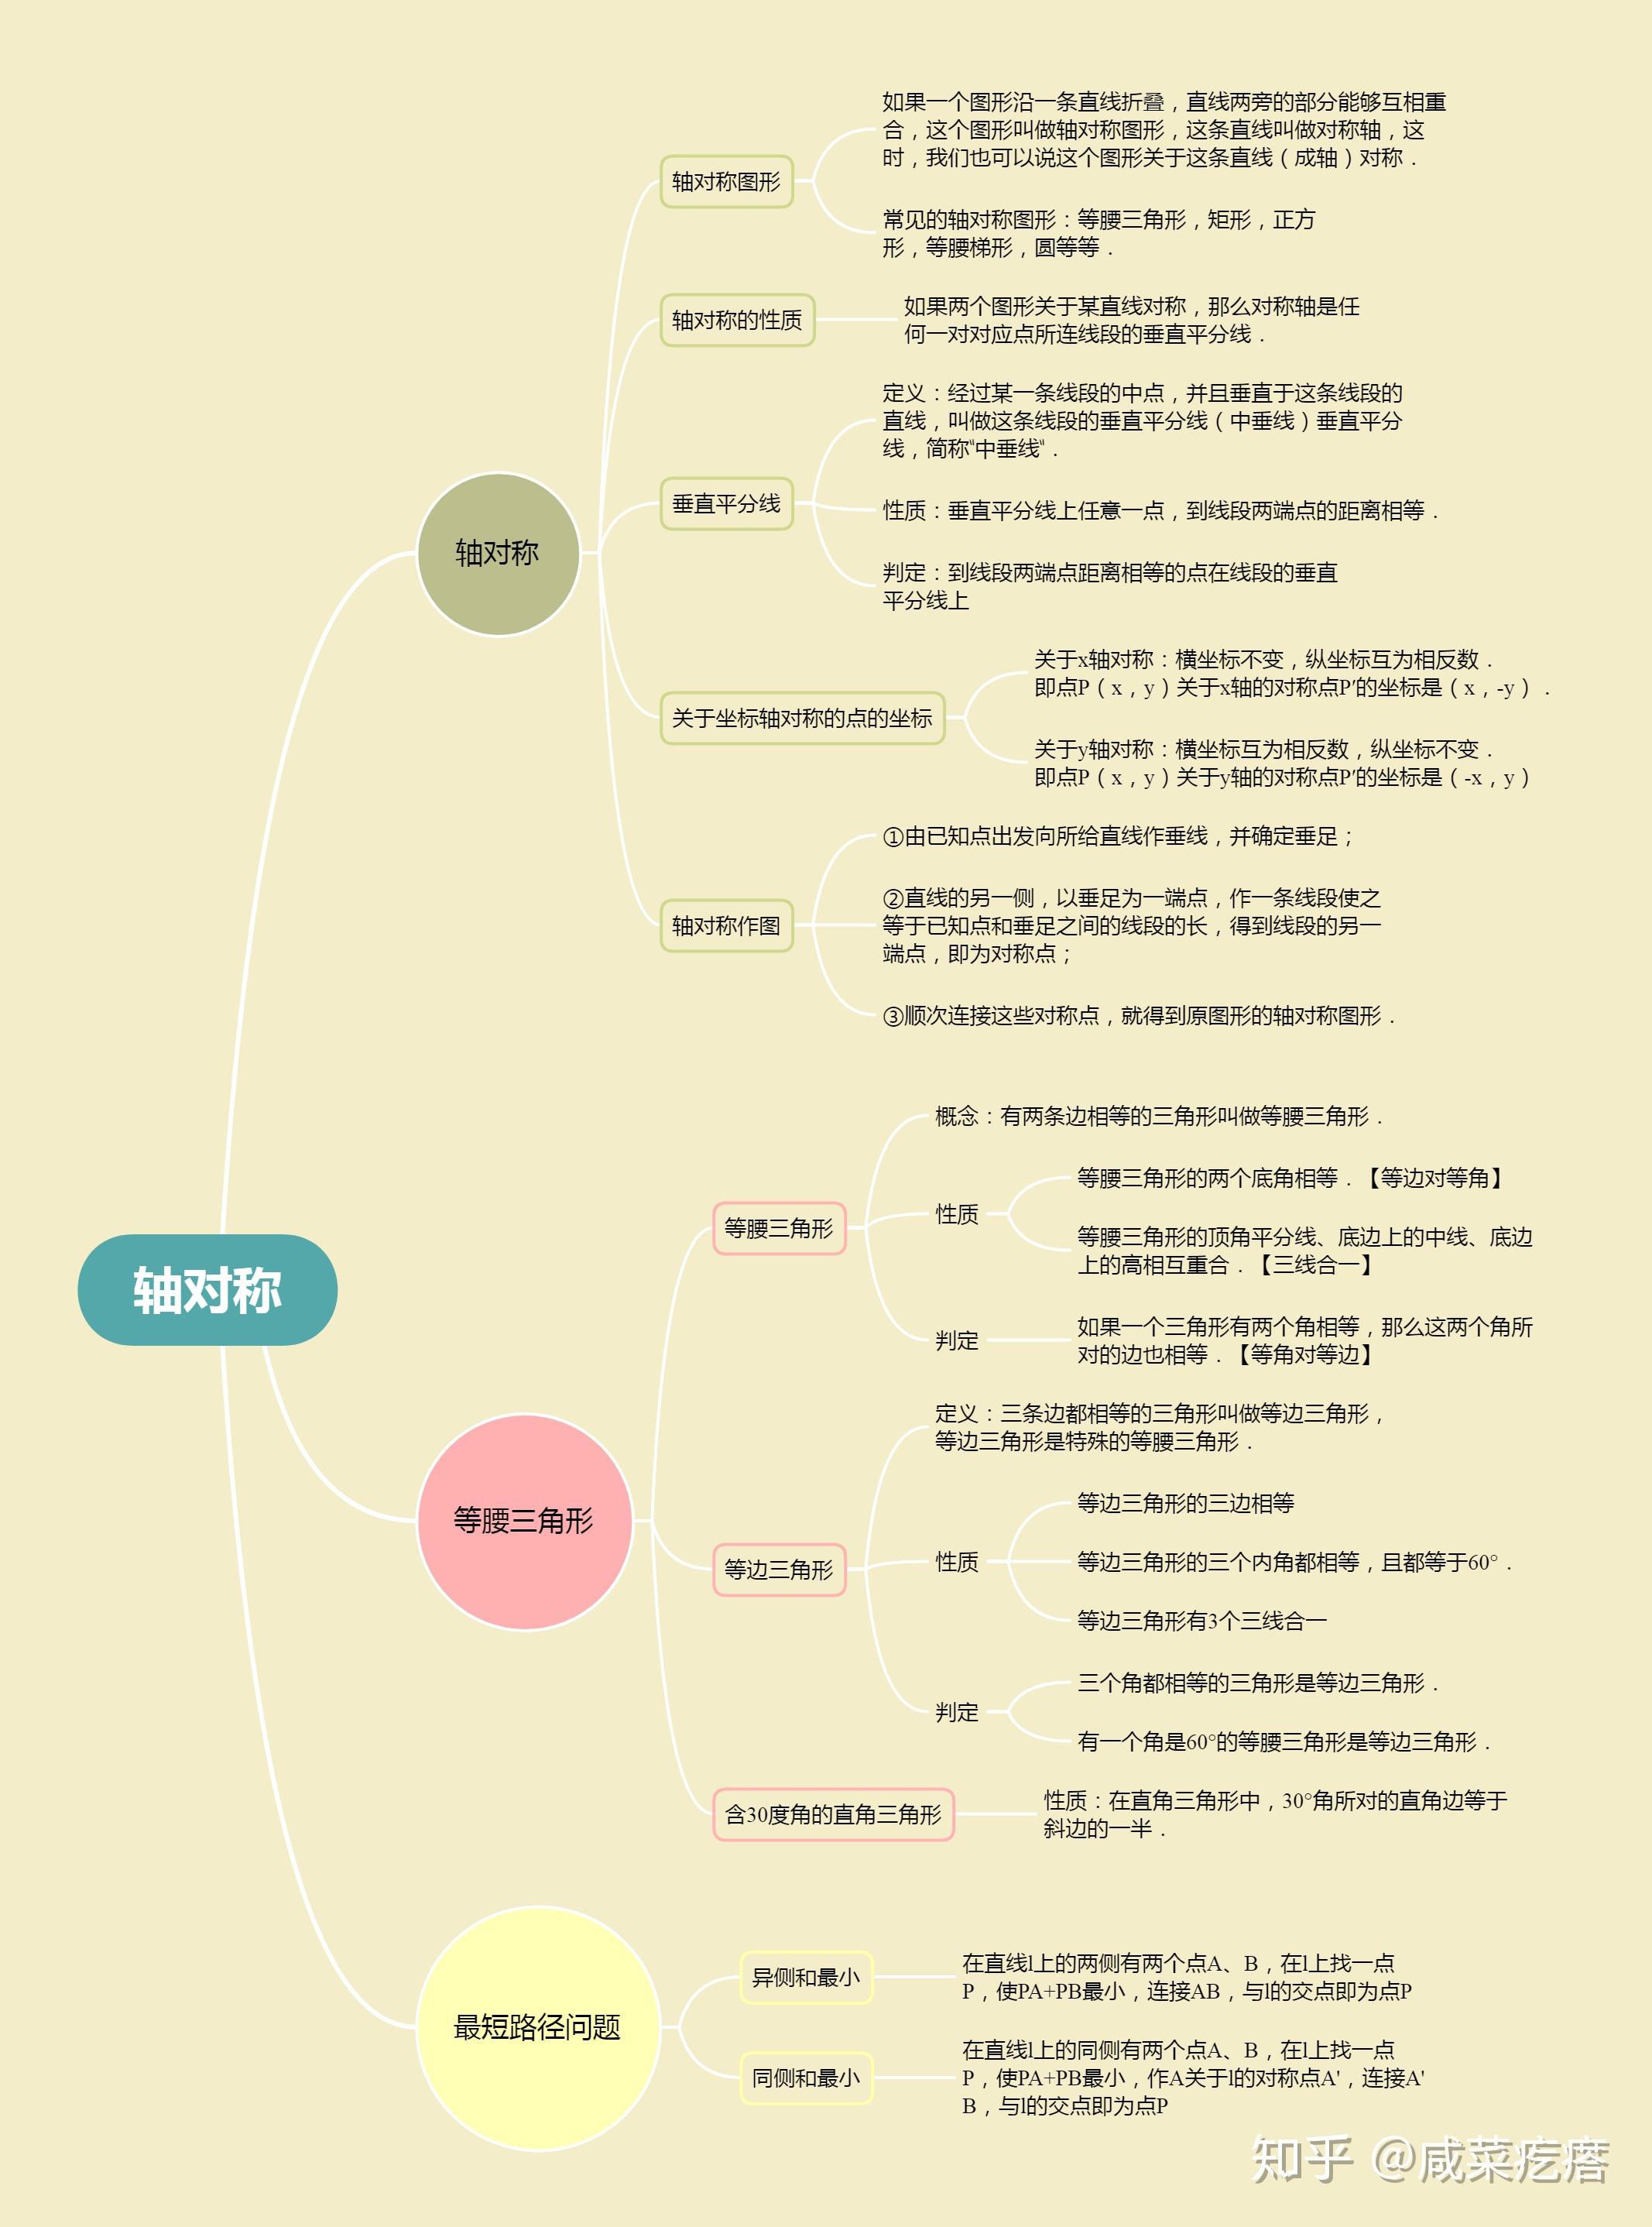 轴对称
轴对称
轴对称图形
如果一个图形沿一条直线折叠，直线两旁的部分能够互相重
合，这个图形叫做轴对称图形，这条直线叫做对称轴，这
时，我们也可以说这个图形关于这条直线（成轴）对称．
常见的轴对称图形：等腰三角形，矩形，正方
形，等腰梯形，圆等等．
轴对称的性质
如果两个图形关于某直线对称，那么对称轴是任
何一对对应点所连线段的垂直平分线．
垂直平分线
定义：经过某一条线段的中点，并且垂直于这条线段的
直线，叫做这条线段的垂直平分线（中垂线）垂直平分
线，简称“中垂线”．
性质：垂直平分线上任意一点，到线段两端点的距离相等．
判定：到线段两端点距离相等的点在线段的垂直
平分线上
关于坐标轴对称的点的坐标
关于x轴对称：横坐标不变，纵坐标互为相反数．
即点P（x，y）关于x轴的对称点P′的坐标是（x，-y）．
关于y轴对称：横坐标互为相反数，纵坐标不变．
即点P（x，y）关于y轴的对称点P′的坐标是（-x，y）
轴对称作图
①由已知点出发向所给直线作垂线，并确定垂足；
②直线的另一侧，以垂足为一端点，作一条线段使之
等于已知点和垂足之间的线段的长，得到线段的另一
端点，即为对称点；
③顺次连接这些对称点，就得到原图形的轴对称图形．
等腰三角形
等腰三角形
概念：有两条边相等的三角形叫做等腰三角形．
性质
等腰三角形的两个底角相等．【等边对等角】
等腰三角形的顶角平分线、底边上的中线、底边
上的高相互重合．【三线合一】
判定
如果一个三角形有两个角相等，那么这两个角所
对的边也相等．【等角对等边】
等边三角形
定义：三条边都相等的三角形叫做等边三角形，
等边三角形是特殊的等腰三角形．
性质
等边三角形的三边相等
等边三角形的三个内角都相等，且都等于60°．
等边三角形有3个三线合一
判定
三个角都相等的三角形是等边三角形．
有一个角是60°的等腰三角形是等边三角形．
含30度角的直角三角形
性质：在直角三角形中，30°角所对的直角边等于
斜边的一半．
最短路径问题
异侧和最小
在直线l上的两侧有两个点A、B，在l上找一点
P，使PA+PB最小，连接AB，与l的交点即为点P
同侧和最小
在直线l上的同侧有两个点A、B，在l上找一点
P，使PA+PB最小，作A关于l的对称点A'，连接A'
B，与l的交点即为点P
知乎 @咸菜疙瘩